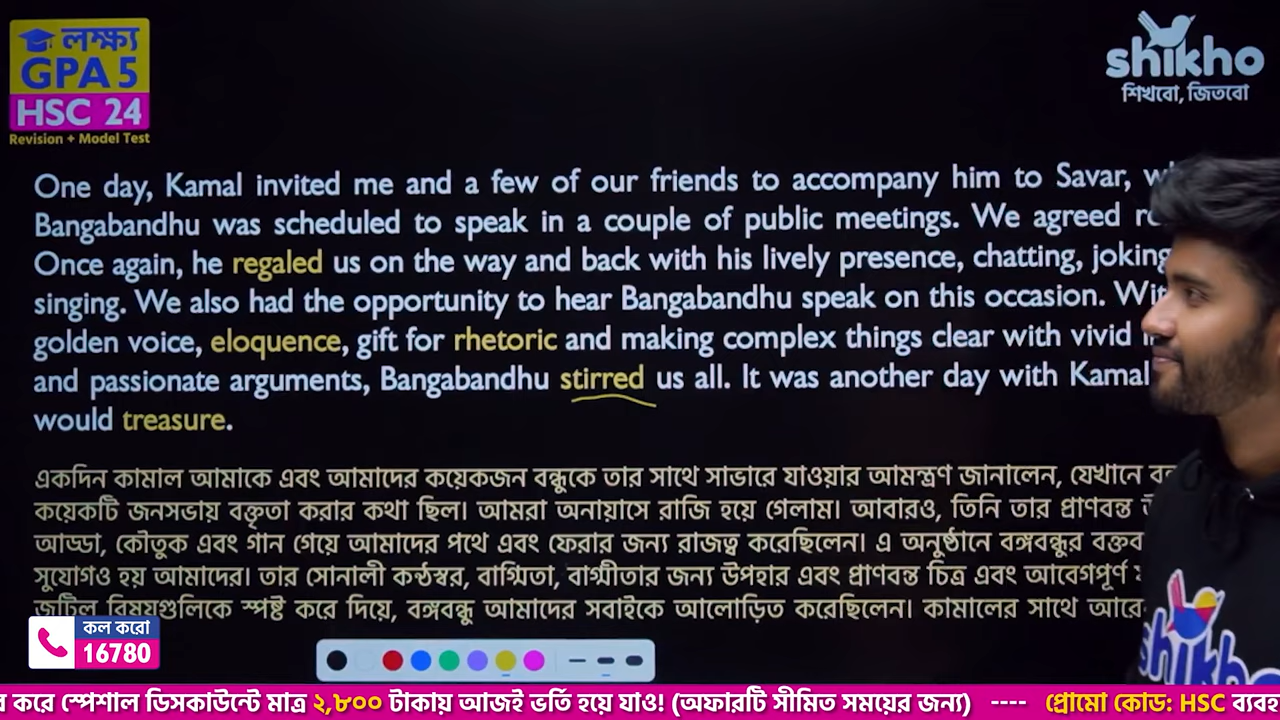 লক্ষ্য
GPA 5
HSC 24
Revision + Model Test
shikho
শিখবো, জিতবো
One day, Kamal invited me and a few of our friends to accompany him to Savar,
Bangabandhu was scheduled to speak in a couple of public meetings. We agreed
Once again, he regaled us on the way and back with his lively presence, chatting, joking
singing. We also had the opportunity to hear Bangabandhu speak on this occasion.
golden voice, eloquence, gift for rhetoric and making complex things clear with vivid
and passionate arguments, Bangabandhu stirred us all. It was another day with Kamal
would treasure.
একদিন কামাল আমাকে এবং আমাদের কয়েকজন বন্ধুকে তার সাথে সাভারে যাওয়ার আমন্ত্রণ জানালেন, যেখানে
কয়েকটি জনসভায় বক্তৃতা করার কথা ছিল। আমরা অনায়াসে রাজি হয়ে গেলাম। আবারও, তিনি তার প্রাণবন্ত
আড্ডা, কৌতুক এবং গান গেয়ে আমাদের পথে এবং ফেরার জন্য রাজত্ব করেছিলেন। এ অনুষ্ঠানে বঙ্গবন্ধুর
সুযোগও হয় আমাদের। তার সোনালী কন্ঠস্বর, বাগ্মিতা, বাগ্মীতার জন্য উপহার এবং প্রাণবন্ত চিত্র এবং আবেগপূর্ণ
জটিল বিষয়গুলিকে স্পষ্ট করে দিয়ে, বঙ্গবন্ধু আমাদের সবাইকে আলোড়িত করেছিলেন। কামালের সাথে
কল করো
16780
shikho
করে স্পেশাল ডিসকাউন্টে মাত্র ২,৮০০ টাকায় আজই ভর্তি হয়ে যাও! (অফারটি সীমিত সময়ের জন্য) ---- প্রোমো কোড: HSC